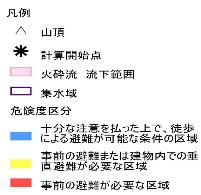 凡例
山頂
計算開始点
火砕流 流下範囲
集水域
危険度区分
十分な注意を払った上で、徒歩
による避難が可能な条件の区域
事前の避難または建物内での垂
直避難が必要な区域
事前の避難が必要な区域